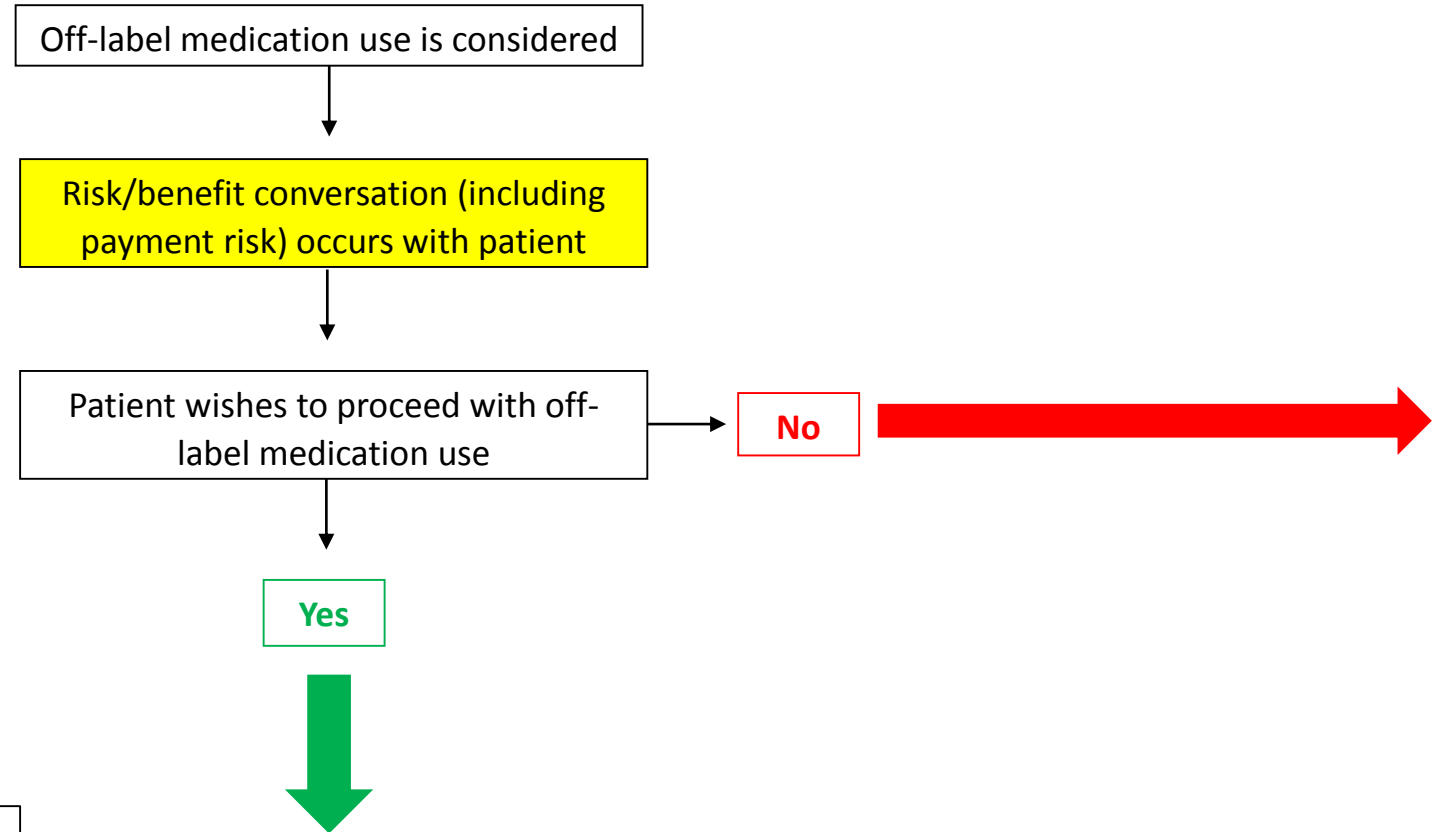 Off-label medication use is considered
Risk/benefit conversation (including
payment risk) occurs with patient
Patient wishes to proceed with off-
label medication use
No
Yes